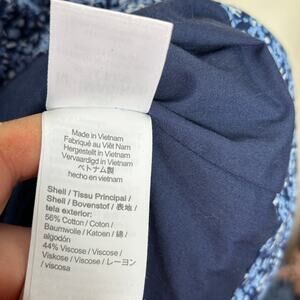 Made in Vietnam
Fabriqué au Viêt Nam
Hergestellt in Vietnam
Vervaardigd in Vietnam
ベトナム製
hecho en vietnam
Shell / Tissu Principal /
Shell / Bovenstof / 表地 /
tela exterior:
56% Cotton / Coton /
Baumwolle / Katoen / 綿 /
algodón
44% Viscose / Viscose /
Viskose / Viscose / レーヨン
/ viscosa